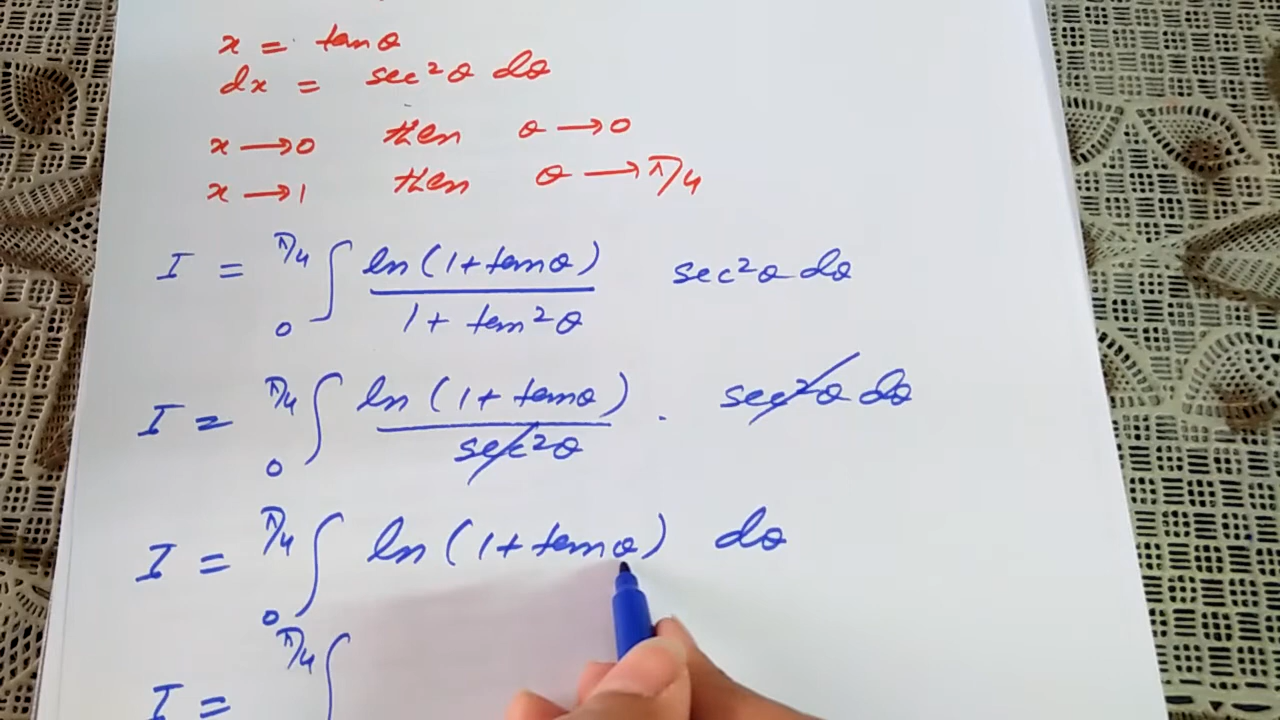 x = tanθ
dx = sec²θ dθ
x → 0 then θ → 0
x → 1 then θ → π/4
I = ₀^π/4 ∫ ln(1+tanθ) / 1+tan²θ sec²θ dθ
I = ₀^π/4 ∫ ln(1+tanθ) / sec²θ . sec²θ dθ
I = ₀^π/4 ∫ ln(1+tanθ) dθ
I = π/4 ∫